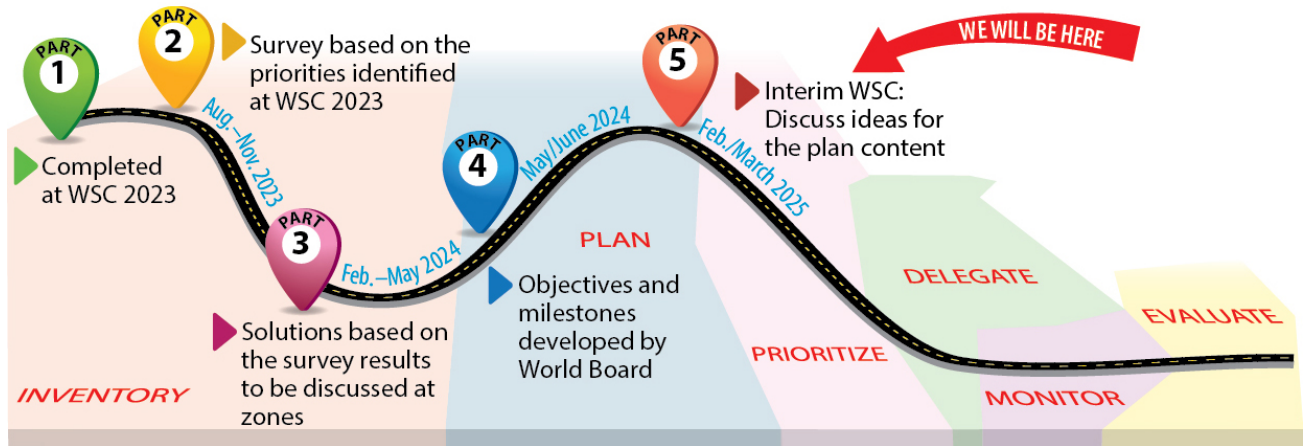 PART
1
Completed
at WSC 2023
PART
2
Survey based on the
priorities identified
at WSC 2023
Aug.–Nov. 2023
PART
3
Solutions based on
the survey results
to be discussed at
zones
Feb.–May 2024
PART
4
Objectives and
milestones
developed by
World Board
May/June 2024
PART
5
Interim WSC:
Discuss ideas for
the plan content
WE WILL BE HERE
Feb./March 2025
INVENTORY
PLAN
PRIORITIZE
DELEGATE
MONITOR
EVALUATE